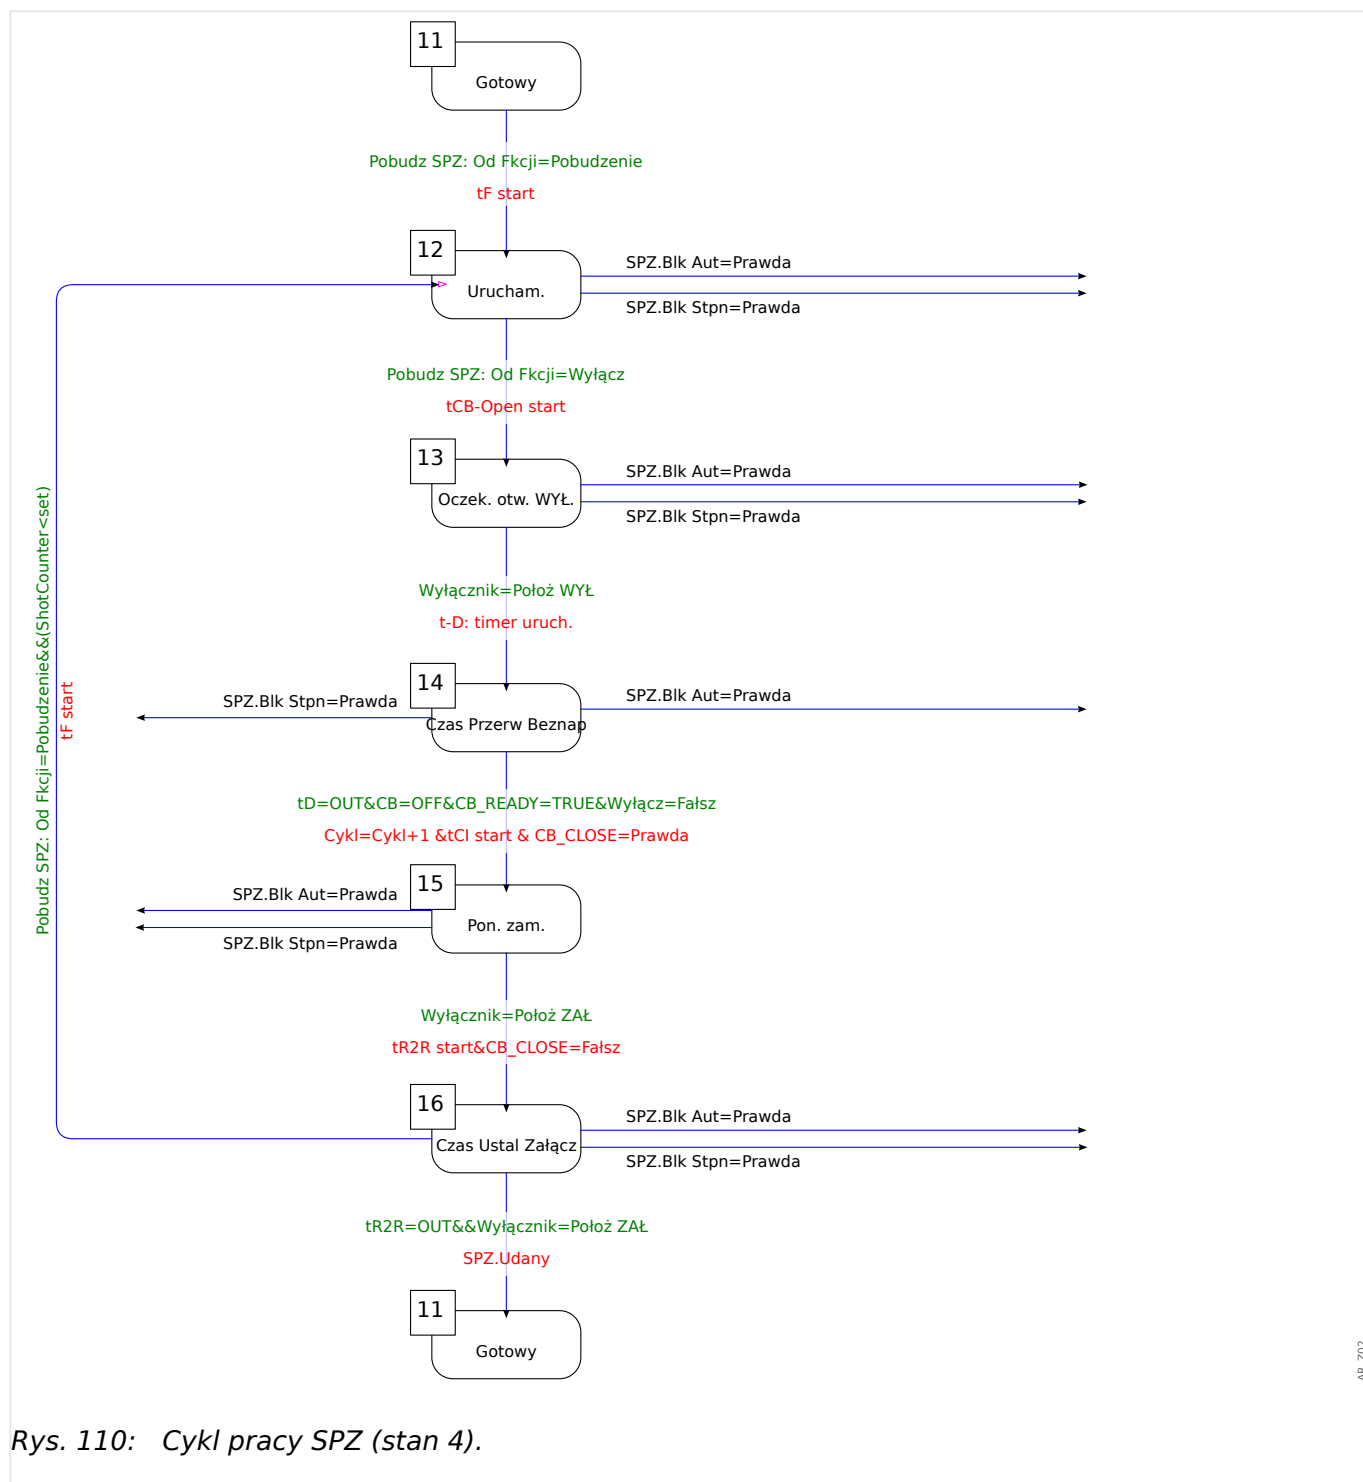 11
Gotowy
Pobudz SPZ: Od Fkcji=Pobudzenie
tF start
12
Urucham.
SPZ.Blk Aut=Prawda
SPZ.Blk Stpn=Prawda
Pobudz SPZ: Od Fkcji=Wyłącz
tCB-Open start
13
Oczek. otw. WYŁ.
SPZ.Blk Aut=Prawda
SPZ.Blk Stpn=Prawda
Wyłącznik=Położ WYŁ
t-D: timer uruch.
14
Czas Przerw Beznap
SPZ.Blk Stpn=Prawda
SPZ.Blk Aut=Prawda
Pobudz SPZ: Od Fkcji=Pobudzenie&&(ShotCounter<set)
tF start
tD=OUT&CB=OFF&CB_READY=TRUE&Wyłącz=Fałsz
Cykl=Cykl+1 &tCl start & CB_CLOSE=Prawda
15
Pon. zam.
SPZ.Blk Aut=Prawda
SPZ.Blk Stpn=Prawda
Wyłącznik=Położ ZAŁ
tR2R start&CB_CLOSE=Fałsz
16
Czas Ustal Załącz
SPZ.Blk Aut=Prawda
SPZ.Blk Stpn=Prawda
tR2R=OUT&&Wyłącznik=Położ ZAŁ
SPZ.Udany
11
Gotowy
AR_Z02
Rys. 110: Cykl pracy SPZ (stan 4).